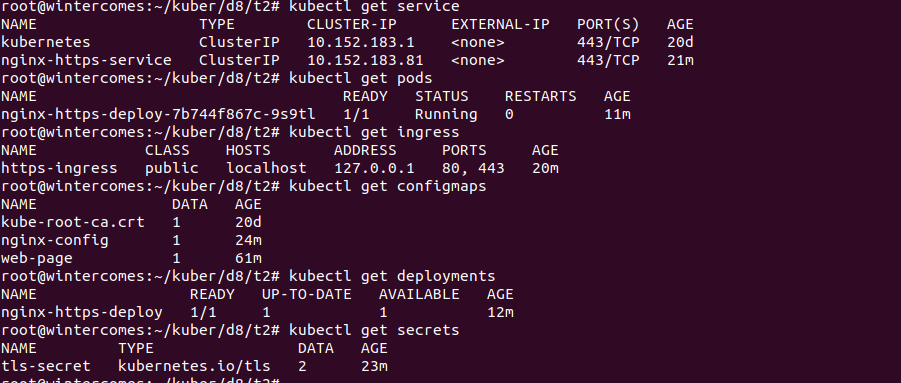 root@wintercomes:~/kuber/d8/t2# kubectl get service
NAME TYPE CLUSTER-IP EXTERNAL-IP PORT(S) AGE
kubernetes ClusterIP 10.152.183.1 <none> 443/TCP 20d
nginx-https-service ClusterIP 10.152.183.81 <none> 443/TCP 21m
root@wintercomes:~/kuber/d8/t2# kubectl get pods
NAME READY STATUS RESTARTS AGE
nginx-https-deploy-7b744f867c-9s9tl 1/1 Running 0 11m
root@wintercomes:~/kuber/d8/t2# kubectl get ingress
NAME CLASS HOSTS ADDRESS PORTS AGE
https-ingress public localhost 127.0.0.1 80, 443 20m
root@wintercomes:~/kuber/d8/t2# kubectl get configmaps
NAME DATA AGE
kube-root-ca.crt 1 20d
nginx-config 1 24m
web-page 1 61m
root@wintercomes:~/kuber/d8/t2# kubectl get deployments
NAME READY UP-TO-DATE AVAILABLE AGE
nginx-https-deploy 1/1 1 1 12m
root@wintercomes:~/kuber/d8/t2# kubectl get secrets
NAME TYPE DATA AGE
tls-secret kubernetes.io/tls 2 23m
root@wintercomes:~/kuber/d8/t2#